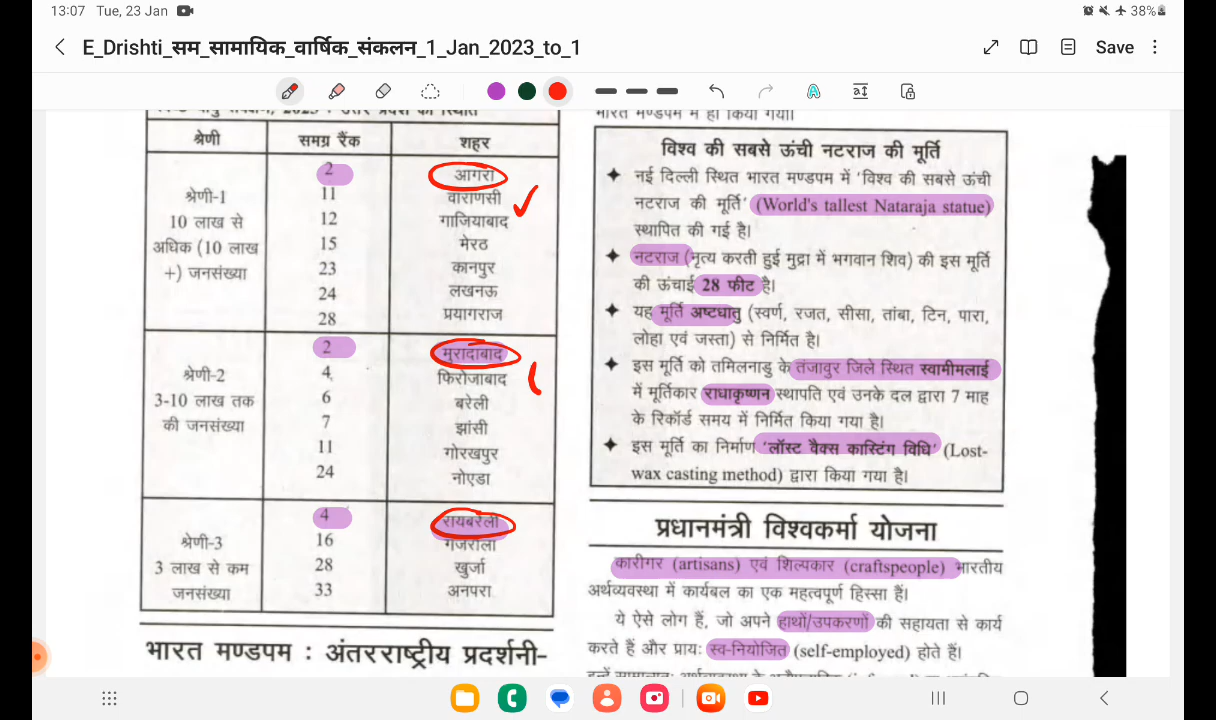 13:07 Tue, 23 Jan
38%
E_Drishti_सम_सामायिक_वार्षिक_संकलन_1_Jan_2023_to_1
Save
श्रेणी समग्र रैंक शहर
2 आगरा
श्रेणी-1 11 वाराणसी
10 लाख से 12 गाजियाबाद
अधिक (10 लाख 15 मेरठ
+) जनसंख्या 23 कानपुर
24 लखनऊ
28 प्रयागराज
2 मुरादाबाद
श्रेणी-2 4 फिरोजाबाद
3-10 लाख तक 6 बरेली
की जनसंख्या 7 झांसी
11 गोरखपुर
24 नोएडा
4 रायबरेली
श्रेणी-3 16 गजरौला
3 लाख से कम 28 खुर्जा
जनसंख्या 33 अनपरा
भारत मण्डपम : अंतरराष्ट्रीय प्रदर्शनी-
भारत मण्डपम में ही किया गया।
विश्व की सबसे ऊंची नटराज की मूर्ति
नई दिल्ली स्थित भारत मण्डपम में 'विश्व की सबसे ऊंची
नटराज की मूर्ति' (World's tallest Nataraja statue)
स्थापित की गई है।
नटराज (नृत्य करती हुई मुद्रा में भगवान शिव) की इस मूर्ति
की ऊंचाई 28 फीट है।
यह मूर्ति अष्टधातु (स्वर्ण, रजत, सीसा, तांबा, टिन, पारा,
लोहा एवं जस्ता) से निर्मित है।
इस मूर्ति को तमिलनाडु के तंजावुर जिले स्थित स्वामीमलाई
में मूर्तिकार राधाकृष्णन स्थापति एवं उनके दल द्वारा 7 माह
के रिकॉर्ड समय में निर्मित किया गया है।
इस मूर्ति का निर्माण 'लॉस्ट वैक्स कास्टिंग विधि' (Lost-
wax casting method) द्वारा किया गया है।
प्रधानमंत्री विश्वकर्मा योजना
कारीगर (artisans) एवं शिल्पकार (craftspeople) भारतीय
अर्थव्यवस्था में कार्यबल का एक महत्वपूर्ण हिस्सा हैं।
ये ऐसे लोग हैं, जो अपने हाथों/उपकरणों की सहायता से कार्य
करते हैं और प्रायः स्व-नियोजित (self-employed) होते हैं।